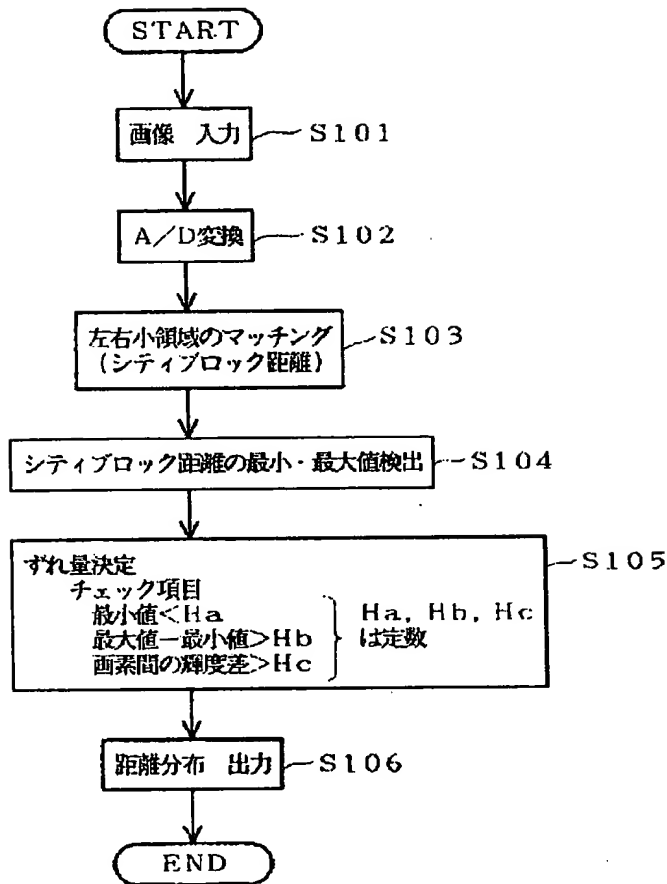 START
画像　入力 S101
A／D変換 S102
左右小領域のマッチング
（シティブロック距離） S103
シティブロック距離の最小・最大値検出 S104
ずれ量決定 S105
チェック項目
最小値＜Ha
最大値－最小値＞Hb
画素間の輝度差＞Hc
Ha，Hb，Hc
は定数
距離分布　出力 S106
END